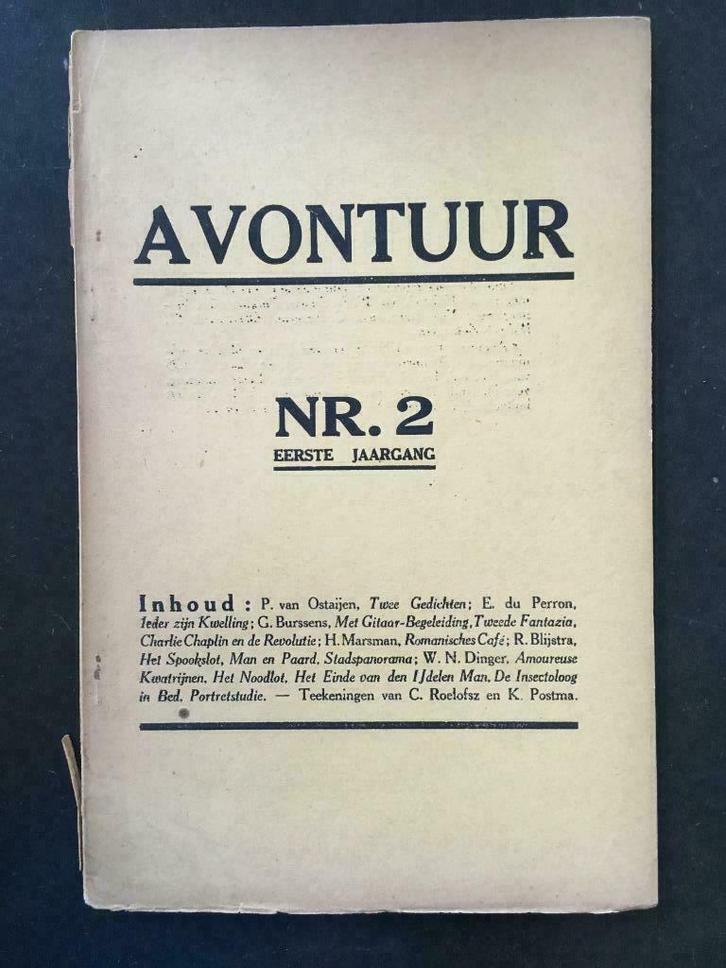 AVONTUUR
NR. 2
EERSTE JAARGANG
Inhoud : P. van Ostaijen, Twee Gedichten; E. du Perron,
Ieder zijn Kwelling; G. Burssens, Met Gitaar-Begeleiding, Tweede Fantazia,
Charlie Chaplin en de Revolutie; H. Marsman, Romanisches Café; R. Blijstra,
Het Spookslot, Man en Paard, Stadspanorama; W. N. Dinger, Amoureuse
Kwatrijnen, Het Noodlot, Het Einde van den IJdelen Man, De Insectoloog
in Bed, Portretstudie. — Teekeningen van C. Roelofsz en K. Postma.